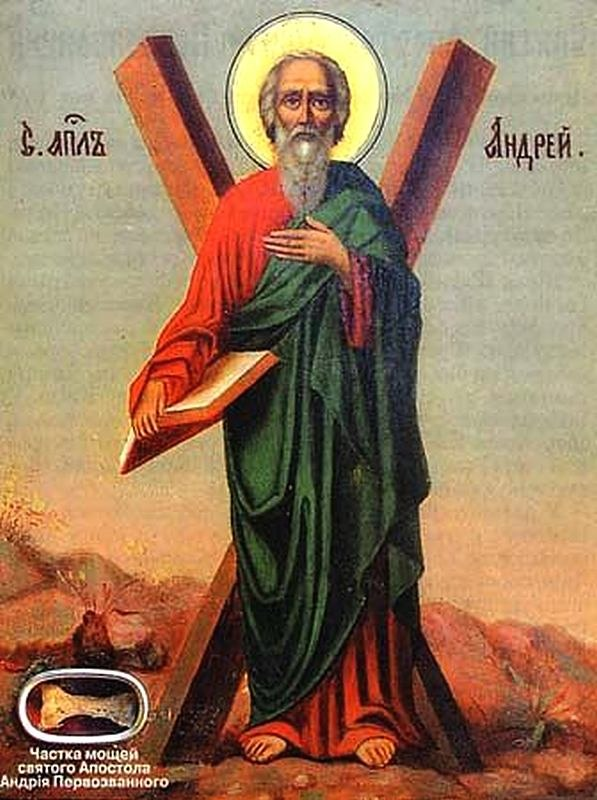 С. АПЛЪ
АНДРЕЙ.
Частка мощей
святого Апостола
Андрія Первозванного